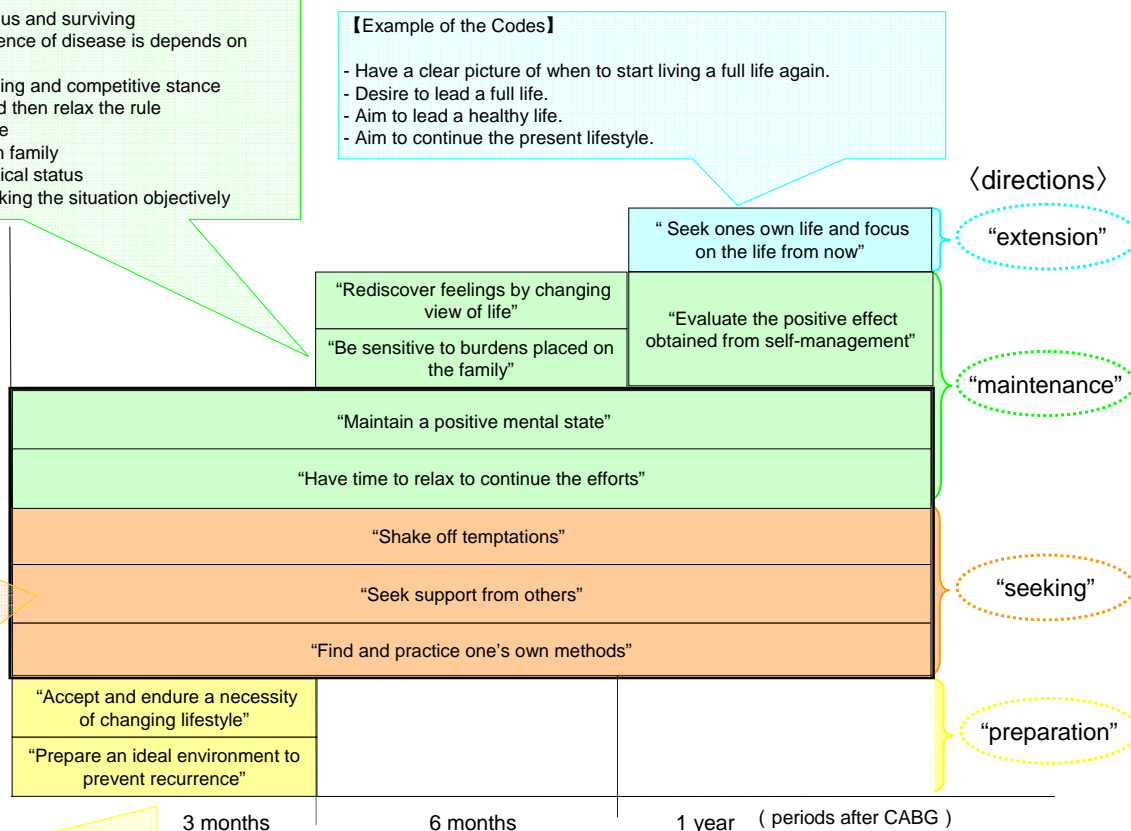 us and surviving
ence of disease is depends on
ing and competitive stance
d then relax the rule
e
n family
ical status
king the situation objectively
【Example of the Codes】
- Have a clear picture of when to start living a full life again.
- Desire to lead a full life.
- Aim to lead a healthy life.
- Aim to continue the present lifestyle.
〈directions〉
“ Seek ones own life and focus
on the life from now”
“extension”
“Rediscover feelings by changing
view of life”
“Be sensitive to burdens placed on
the family”
“Evaluate the positive effect
obtained from self-management”
“maintenance”
“Maintain a positive mental state”
“Have time to relax to continue the efforts”
“Shake off temptations”
“Seek support from others”
“Find and practice one’s own methods”
“seeking”
“Accept and endure a necessity
of changing lifestyle”
“Prepare an ideal environment to
prevent recurrence”
“preparation”
3 months 6 months 1 year ( periods after CABG )